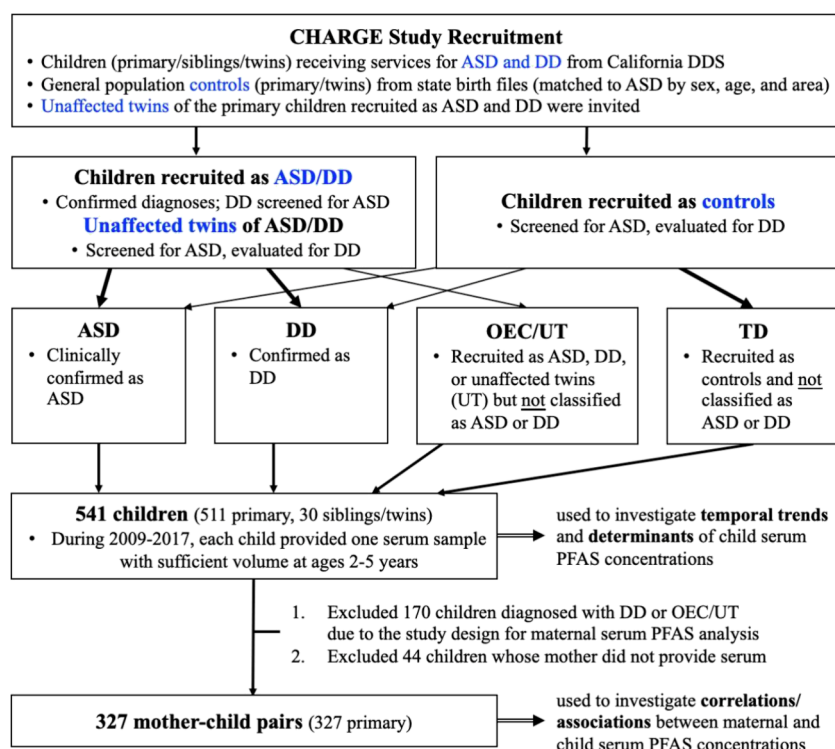 CHARGE Study Recruitment
• Children (primary/siblings/twins) receiving services for ASD and DD from California DDS
• General population controls (primary/twins) from state birth files (matched to ASD by sex, age, and area)
• Unaffected twins of the primary children recruited as ASD and DD were invited
Children recruited as ASD/DD
• Confirmed diagnoses; DD screened for ASD
Unaffected twins of ASD/DD
• Screened for ASD, evaluated for DD
Children recruited as controls
• Screened for ASD, evaluated for DD
ASD
• Clinically
confirmed as
ASD
DD
• Confirmed as
DD
OEC/UT
• Recruited as ASD, DD,
or unaffected twins
(UT) but not classified
as ASD or DD
TD
• Recruited as
controls and not
classified as
ASD or DD
541 children (511 primary, 30 siblings/twins)
• During 2009-2017, each child provided one serum sample
with sufficient volume at ages 2-5 years
used to investigate temporal trends
and determinants of child serum
PFAS concentrations
1. Excluded 170 children diagnosed with DD or OEC/UT
due to the study design for maternal serum PFAS analysis
2. Excluded 44 children whose mother did not provide serum
327 mother-child pairs (327 primary)
used to investigate correlations/
associations between maternal and
child serum PFAS concentrations